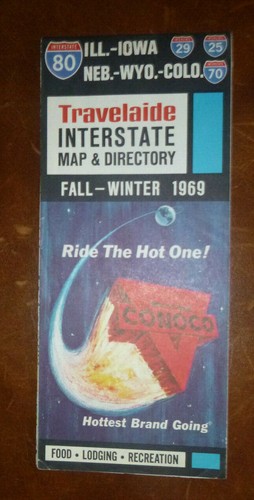 INTERSTATE
80
ILL.-IOWA
29
25
NEB.-WYO.-COLO.
70
Travelaide
INTERSTATE
MAP & DIRECTORY
FALL-WINTER 1969
Ride The Hot One!
CONOCO
Hottest Brand Going
FOOD • LODGING • RECREATION